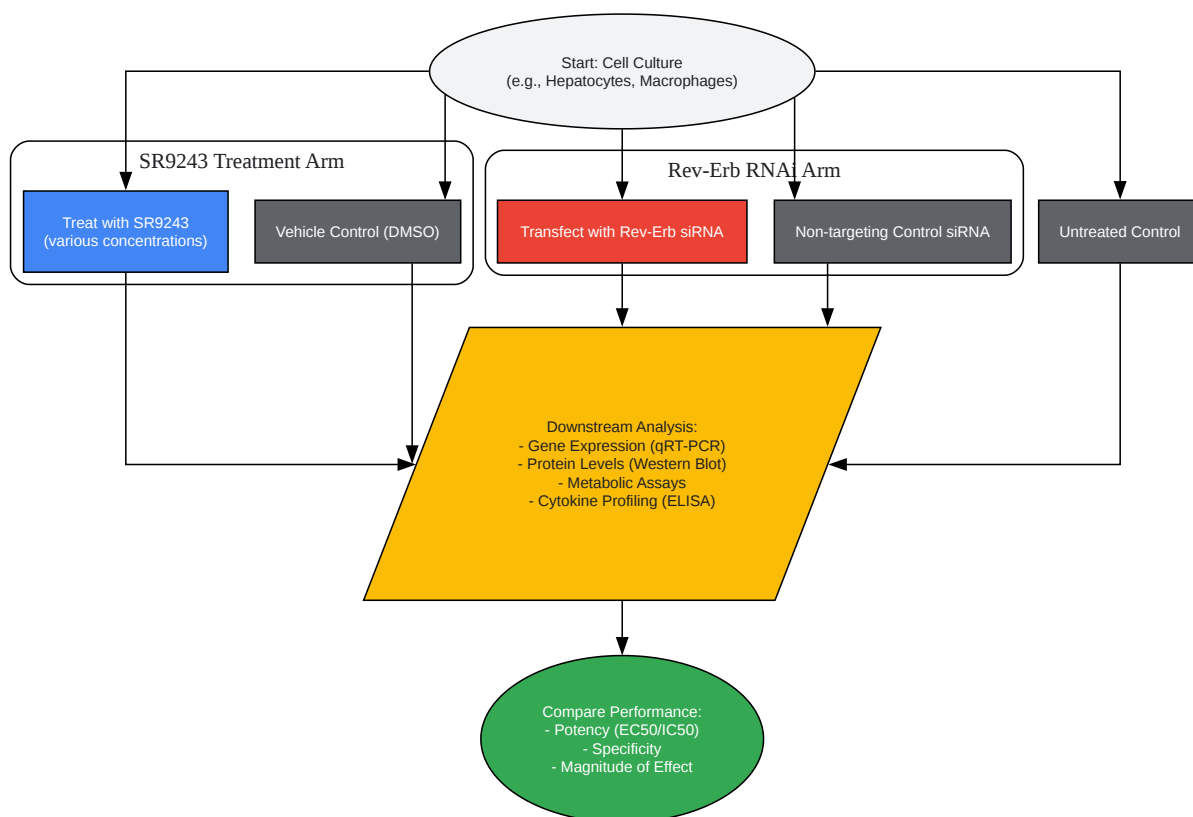 Start: Cell Culture
(e.g., Hepatocytes, Macrophages)
SR9243 Treatment Arm
Rev-Erb RNAi Arm
Treat with SR9243
(various concentrations)
Vehicle Control (DMSO)
Transfect with Rev-Erb siRNA
Non-targeting Control siRNA
Untreated Control
Downstream Analysis:
- Gene Expression (qRT-PCR)
- Protein Levels (Western Blot)
- Metabolic Assays
- Cytokine Profiling (ELISA)
Compare Performance:
- Potency (EC50/IC50)
- Specificity
- Magnitude of Effect